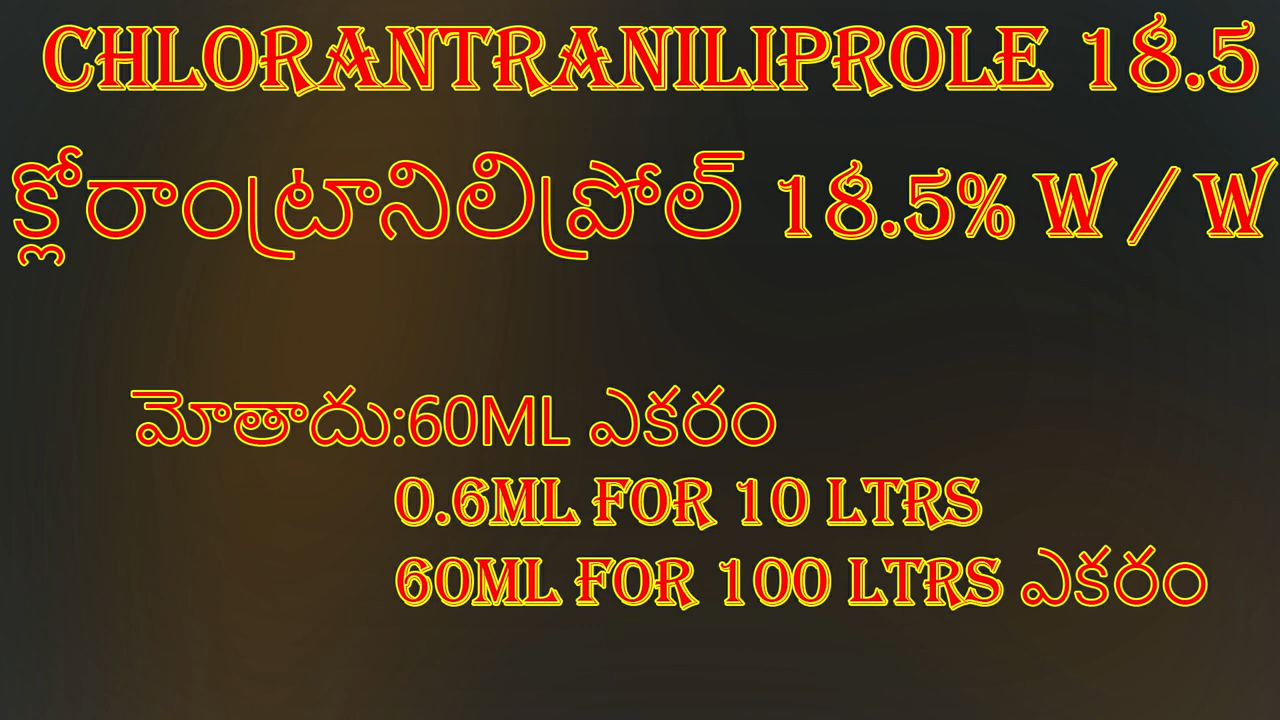 CHLORANTRANILIPROLE 18.5
క్లోరాంట్రానిలిప్రోల్ 18.5% W / W
మోతాదు:60ML ఎకరం
0.6ML FOR 10 LTRS
60ML FOR 100 LTRS ఎకరం